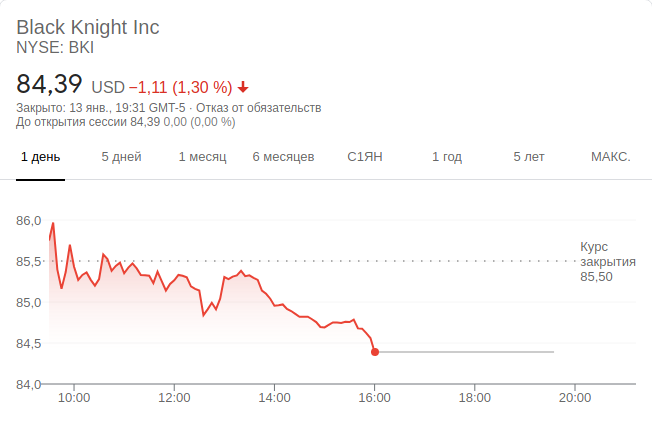 Black Knight Inc
NYSE: BKI
84,39 USD −1,11 (1,30 %)
Закрыто: 13 янв., 19:31 GMT-5 · Отказ от обязательств
До открытия сессии 84,39 0,00 (0,00 %)
1 день 5 дней 1 месяц 6 месяцев С1ЯН 1 год 5 лет МАКС.
86,0
85,5
85,0
84,5
84,0
Курс
закрытия
85,50
10:00 12:00 14:00 16:00 18:00 20:00